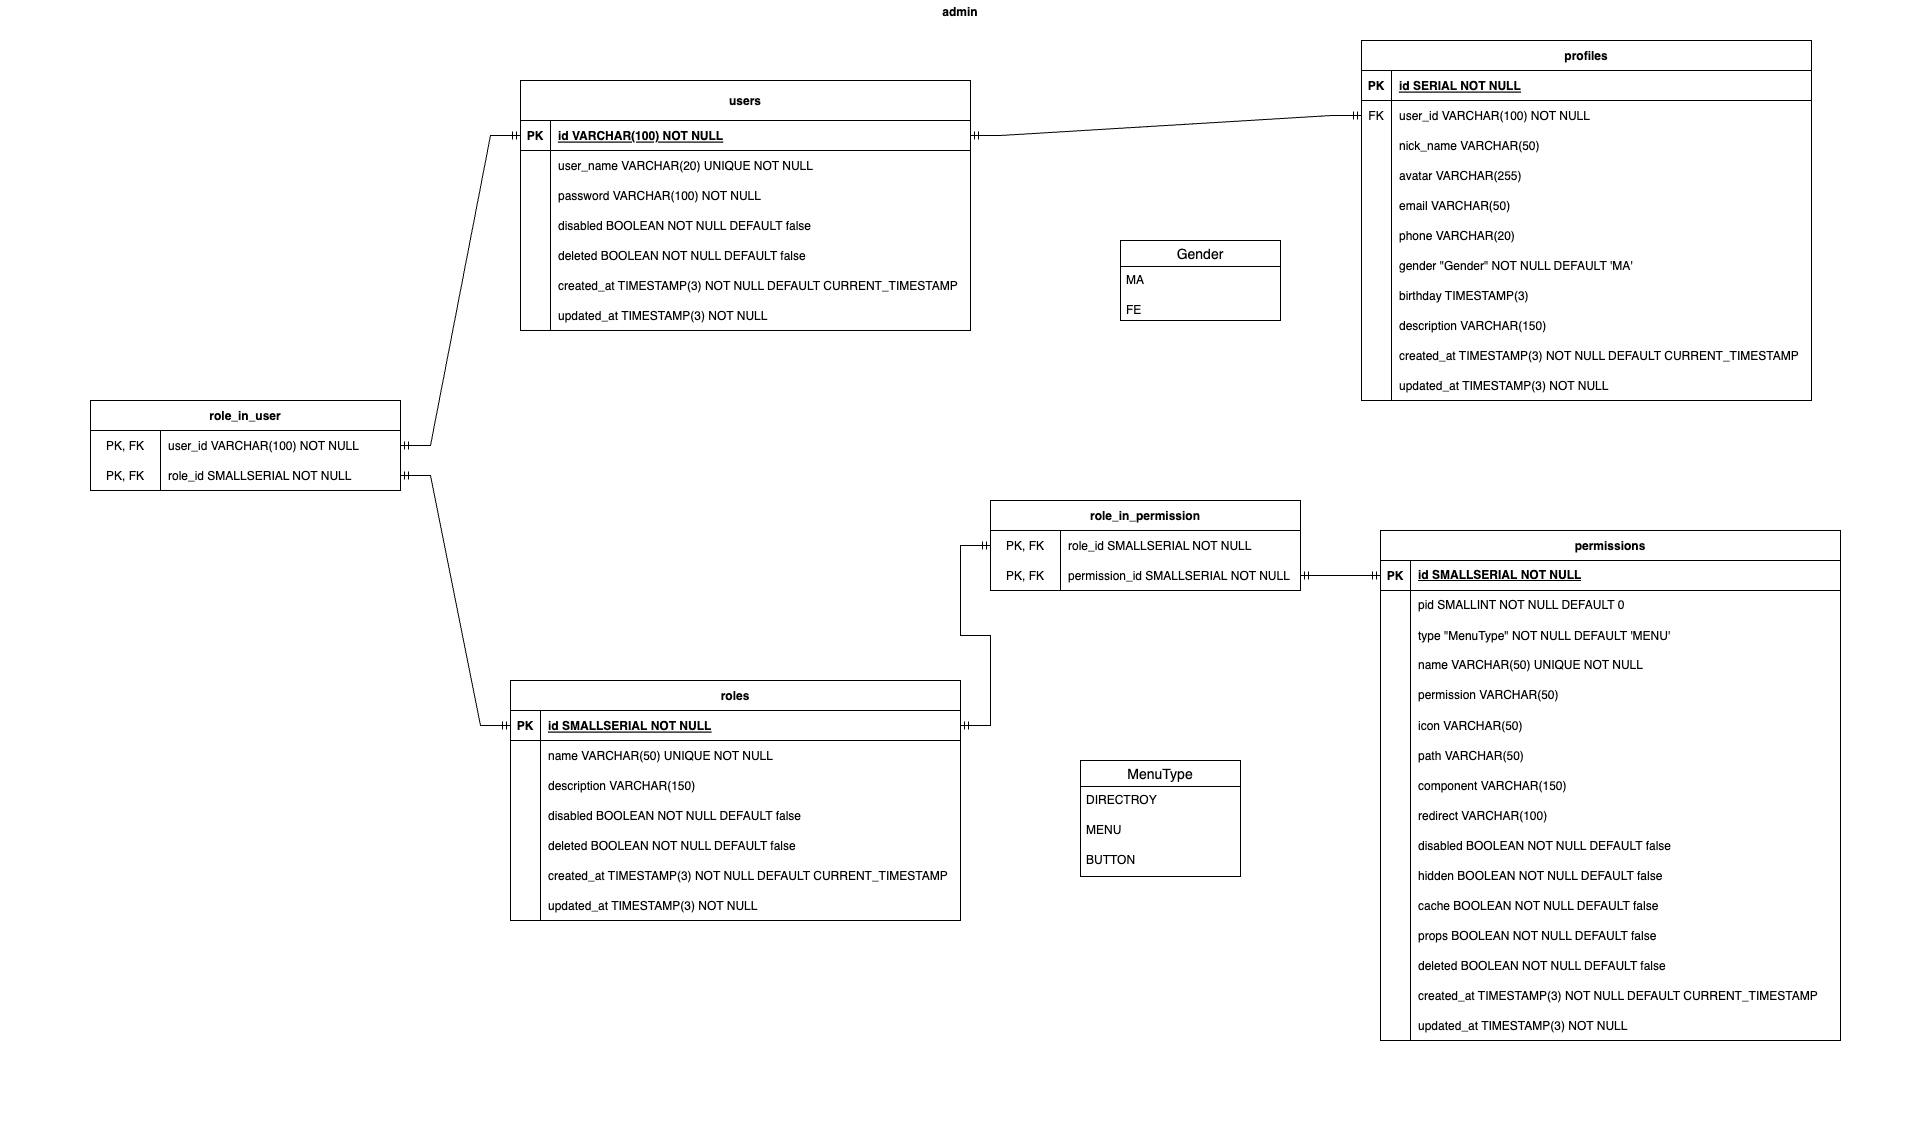 admin
users
PK id VARCHAR(100) NOT NULL
user_name VARCHAR(20) UNIQUE NOT NULL
password VARCHAR(100) NOT NULL
disabled BOOLEAN NOT NULL DEFAULT false
deleted BOOLEAN NOT NULL DEFAULT false
created_at TIMESTAMP(3) NOT NULL DEFAULT CURRENT_TIMESTAMP
updated_at TIMESTAMP(3) NOT NULL
profiles
PK id SERIAL NOT NULL
FK user_id VARCHAR(100) NOT NULL
nick_name VARCHAR(50)
avatar VARCHAR(255)
email VARCHAR(50)
phone VARCHAR(20)
gender "Gender" NOT NULL DEFAULT 'MA'
birthday TIMESTAMP(3)
description VARCHAR(150)
created_at TIMESTAMP(3) NOT NULL DEFAULT CURRENT_TIMESTAMP
updated_at TIMESTAMP(3) NOT NULL
Gender
MA
FE
role_in_user
PK, FK user_id VARCHAR(100) NOT NULL
PK, FK role_id SMALLSERIAL NOT NULL
role_in_permission
PK, FK role_id SMALLSERIAL NOT NULL
PK, FK permission_id SMALLSERIAL NOT NULL
permissions
PK id SMALLSERIAL NOT NULL
pid SMALLINT NOT NULL DEFAULT 0
type "MenuType" NOT NULL DEFAULT 'MENU'
name VARCHAR(50) UNIQUE NOT NULL
permission VARCHAR(50)
icon VARCHAR(50)
path VARCHAR(50)
component VARCHAR(150)
redirect VARCHAR(100)
disabled BOOLEAN NOT NULL DEFAULT false
hidden BOOLEAN NOT NULL DEFAULT false
cache BOOLEAN NOT NULL DEFAULT false
props BOOLEAN NOT NULL DEFAULT false
deleted BOOLEAN NOT NULL DEFAULT false
created_at TIMESTAMP(3) NOT NULL DEFAULT CURRENT_TIMESTAMP
updated_at TIMESTAMP(3) NOT NULL
roles
PK id SMALLSERIAL NOT NULL
name VARCHAR(50) UNIQUE NOT NULL
description VARCHAR(150)
disabled BOOLEAN NOT NULL DEFAULT false
deleted BOOLEAN NOT NULL DEFAULT false
created_at TIMESTAMP(3) NOT NULL DEFAULT CURRENT_TIMESTAMP
updated_at TIMESTAMP(3) NOT NULL
MenuType
DIRECTROY
MENU
BUTTON